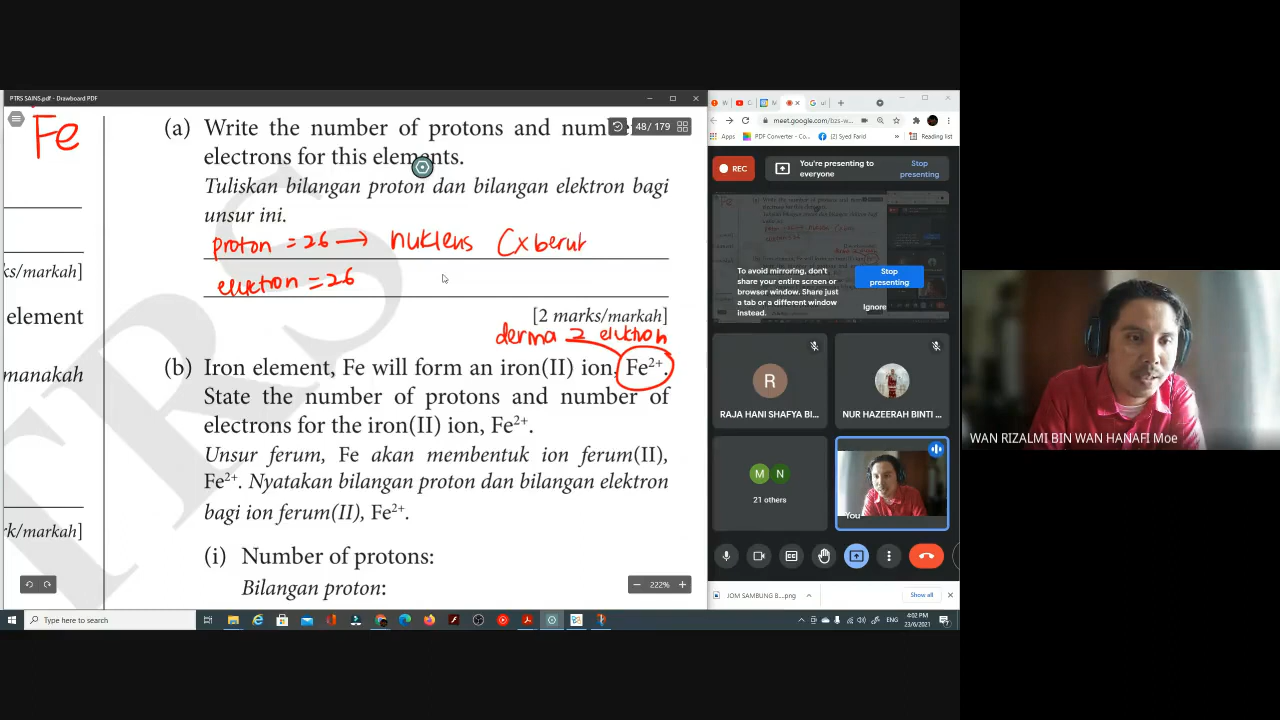 PTRS SAINS.pdf - Drawboard PDF
48 / 179
Fe
ks/markah]
element
manakah
rk/markah]
(a) Write the number of protons and num
electrons for this elements.
Tuliskan bilangan proton dan bilangan elektron bagi
unsur ini.
proton = 26 → nukleus (x berub
elektron = 26
[2 marks/markah]
derma 2 elektron
(b) Iron element, Fe will form an iron(II) ion, Fe²⁺.
State the number of protons and number of
electrons for the iron(II) ion, Fe²⁺.
Unsur ferum, Fe akan membentuk ion ferum(II),
Fe²⁺. Nyatakan bilangan proton dan bilangan elektron
bagi ion ferum(II), Fe²⁺.
(i) Number of protons:
Bilangan proton:
222%
meet.google.com/bzs-w...
Apps
PDF Converter - Co...
(2) Syed Farid
Reading list
REC
You're presenting to
everyone
Stop
presenting
To avoid mirroring, don't
share your entire screen or
browser window. Share just
a tab or a different window
instead.
Stop
presenting
Ignore
R
RAJA HANI SHAFYA BI...
NUR HAZEERAH BINTI ...
M N
21 others
You
JOM SAMBUNG B....png
Show all
Type here to search
ENG
4:02 PM
23/6/2021
WAN RIZALMI BIN WAN HANAFI Moe